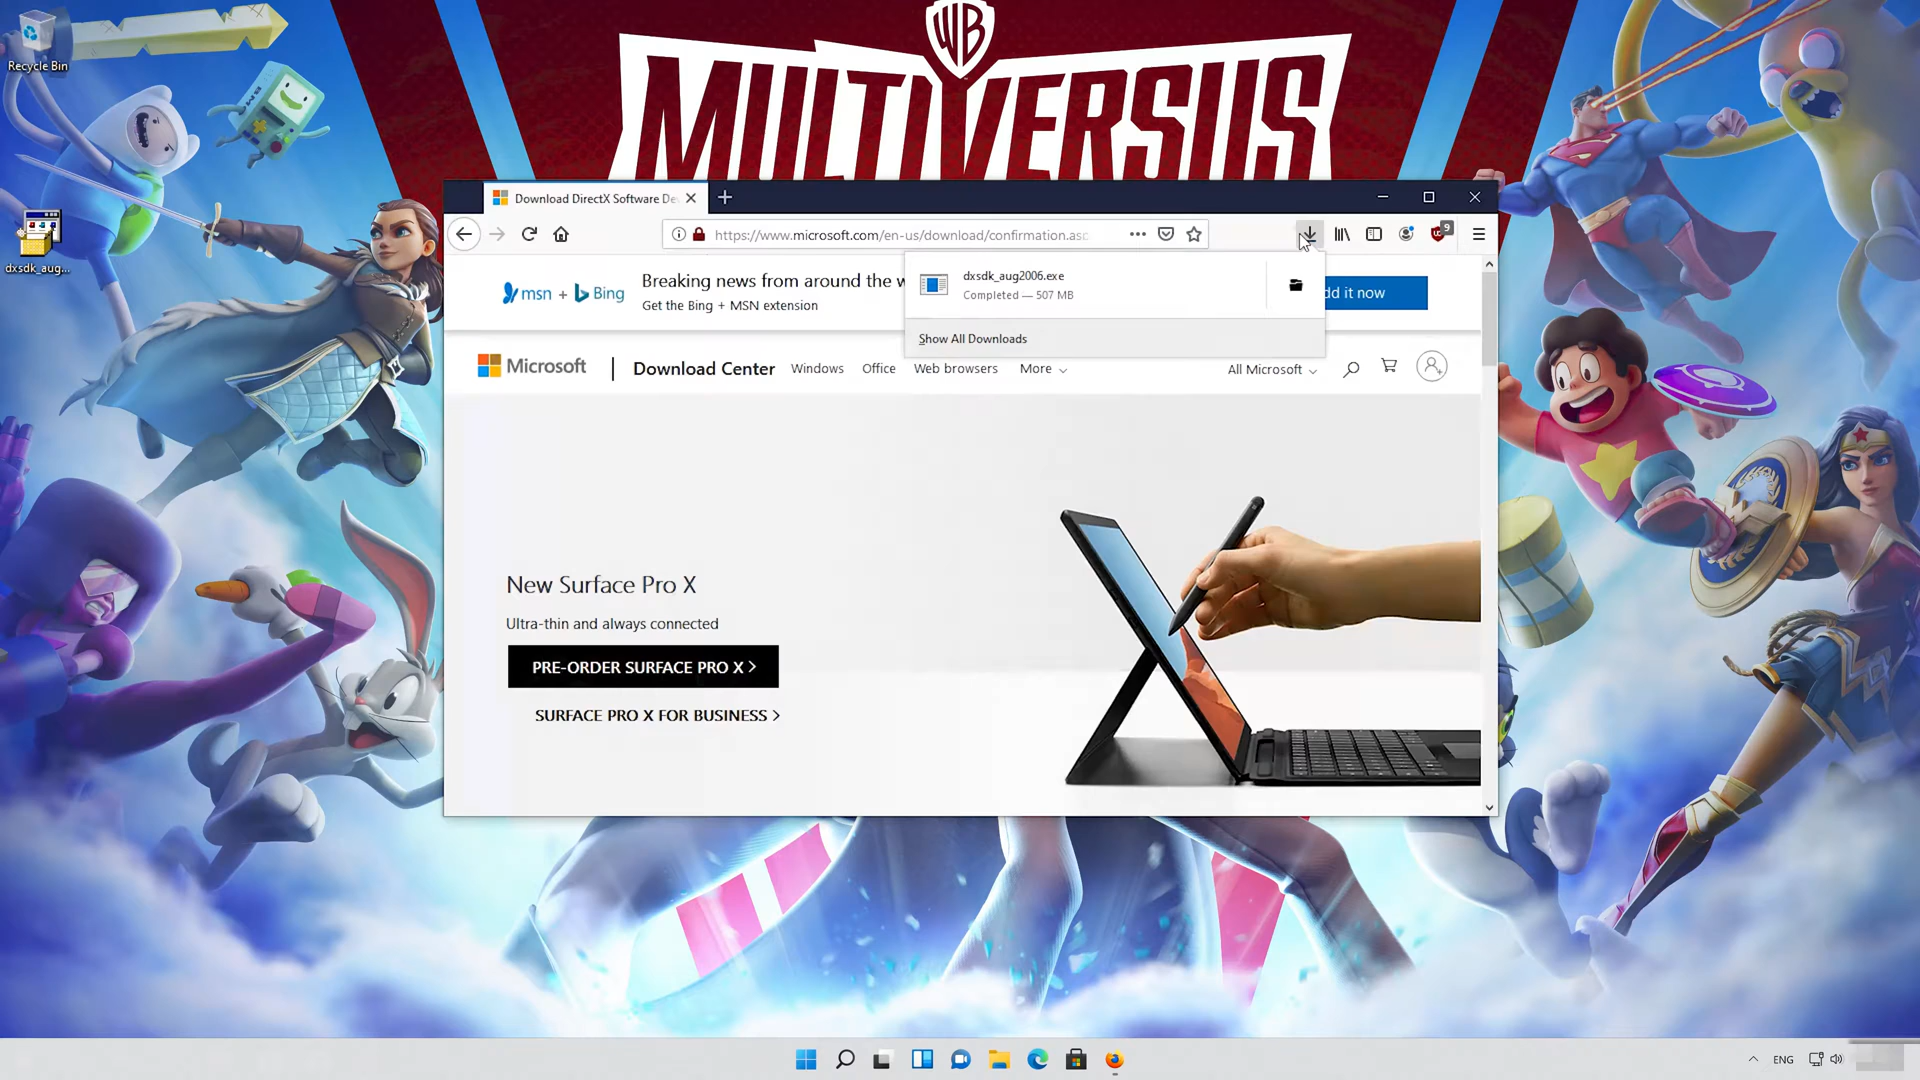 Recycle Bin
dxsdk_aug...
WB
MULTIVERSUS
Download DirectX Software De
https://www.microsoft.com/en-us/download/confirmation.asp
9
msn + Bing
Breaking news from around the w
Get the Bing + MSN extension
dd it now
dxsdk_aug2006.exe
Completed — 507 MB
Show All Downloads
Microsoft
Download Center
Windows
Office
Web browsers
More
All Microsoft
New Surface Pro X
Ultra-thin and always connected
PRE-ORDER SURFACE PRO X >
SURFACE PRO X FOR BUSINESS >
ENG